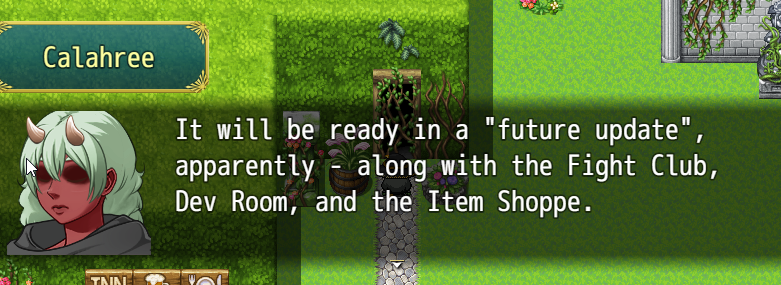 Calahree
It will be ready in a "future update",
apparently - along with the Fight Club,
Dev Room, and the Item Shoppe.
INN